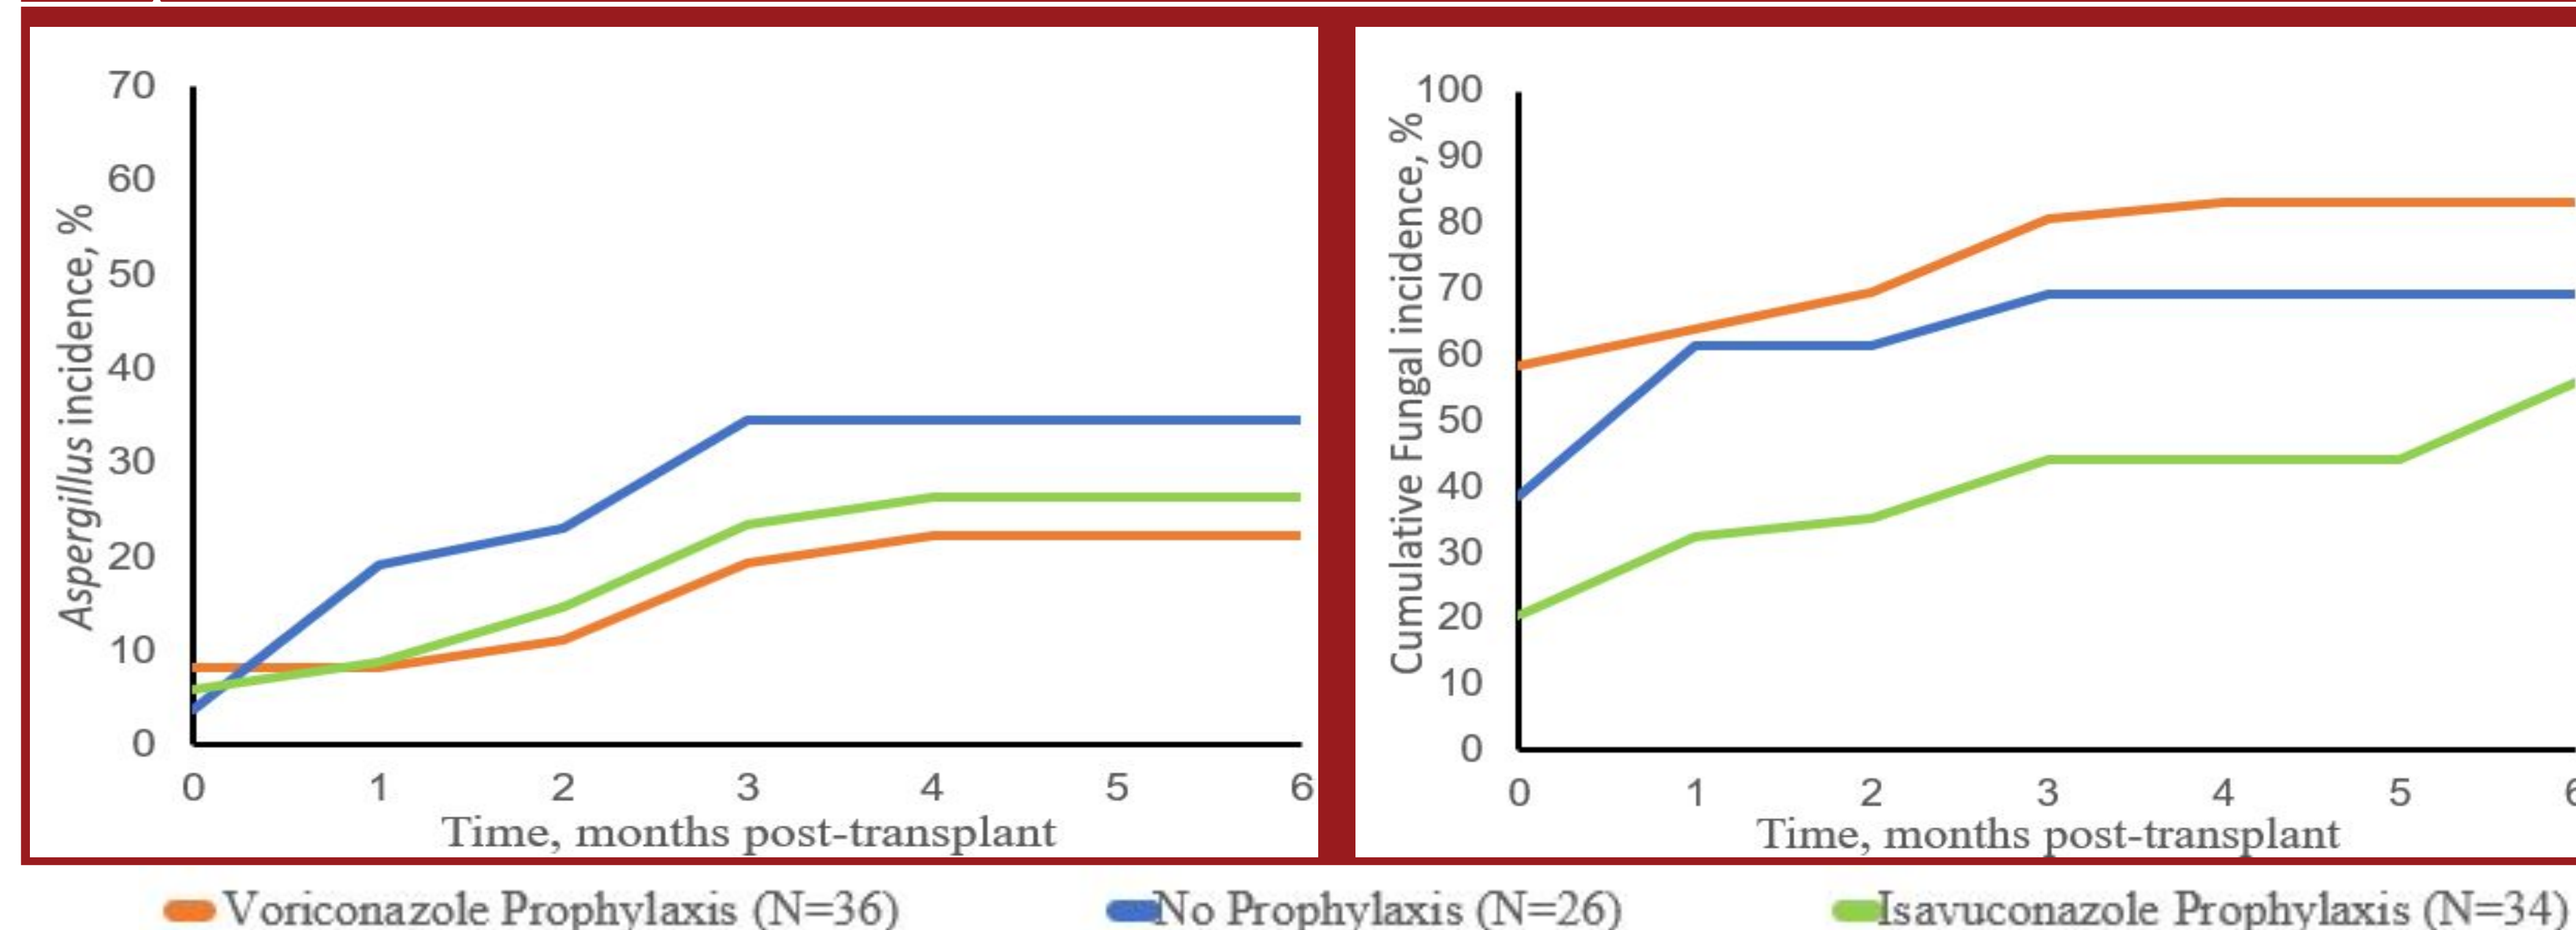 70
60
50
40
30
20
10
0
Aspergillus incidence, %
0 1 2 3 4 5 6
Time, months post-transplant
100
90
80
70
60
50
40
30
20
10
0
Cumulative Fungal incidence, %
0 1 2 3 4 5 6
Time, months post-transplant
Voriconazole Prophylaxis (N=36)
No Prophylaxis (N=26)
Isavuconazole Prophylaxis (N=34)